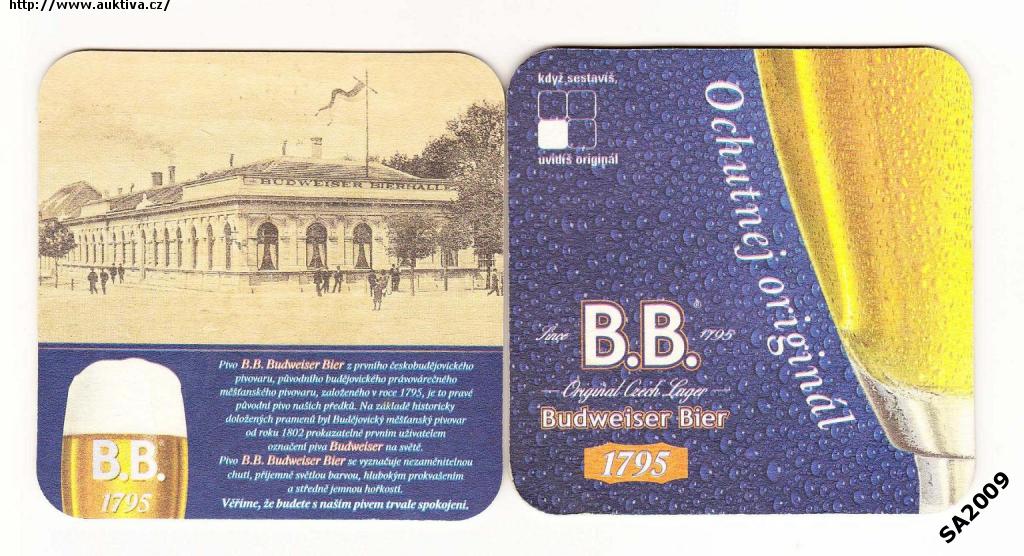 http://www.auktiva.cz/
BUDWEISER BIERHALLE
Pivo B.B. Budweiser Bier z prvního českobudějovického
pivovaru, původního budějovického právovárečného
měšťanského pivovaru, založeného v roce 1795, je to pravé
původní pivo našich předků. Na základě historicky
doložených pramenů byl Budějovický měšťanský pivovar
od roku 1802 prokazatelně prvním uživatelem
označení piva Budweiser na světě.
Pivo B.B. Budweiser Bier se vyznačuje nezaměnitelnou
chutí, příjemně světlou barvou, hlubokým prokvašením
a středně jemnou hořkostí.
Věříme, že budete s naším pivem trvale spokojení.
B.B.
1795
když sestavíš,
uvidíš originál
Ochutnej originál
Since B.B.® 1795
Original Czech Lager
Budweiser Bier
1795
SA2009